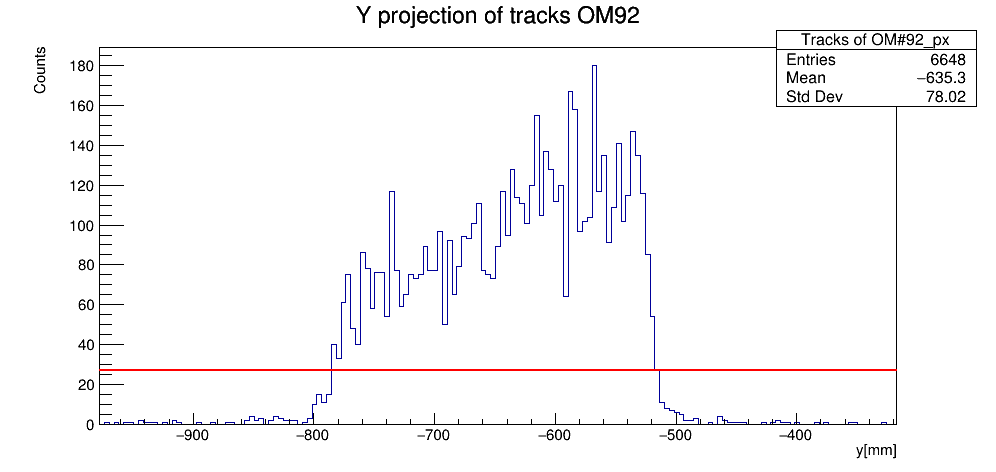 Y projection of tracks OM92
Tracks of OM#92_px
Entries 6648
Mean −635.3
Std Dev 78.02
Counts
180
160
140
120
100
80
60
40
20
0
−900 −800 −700 −600 −500 −400
y[mm]